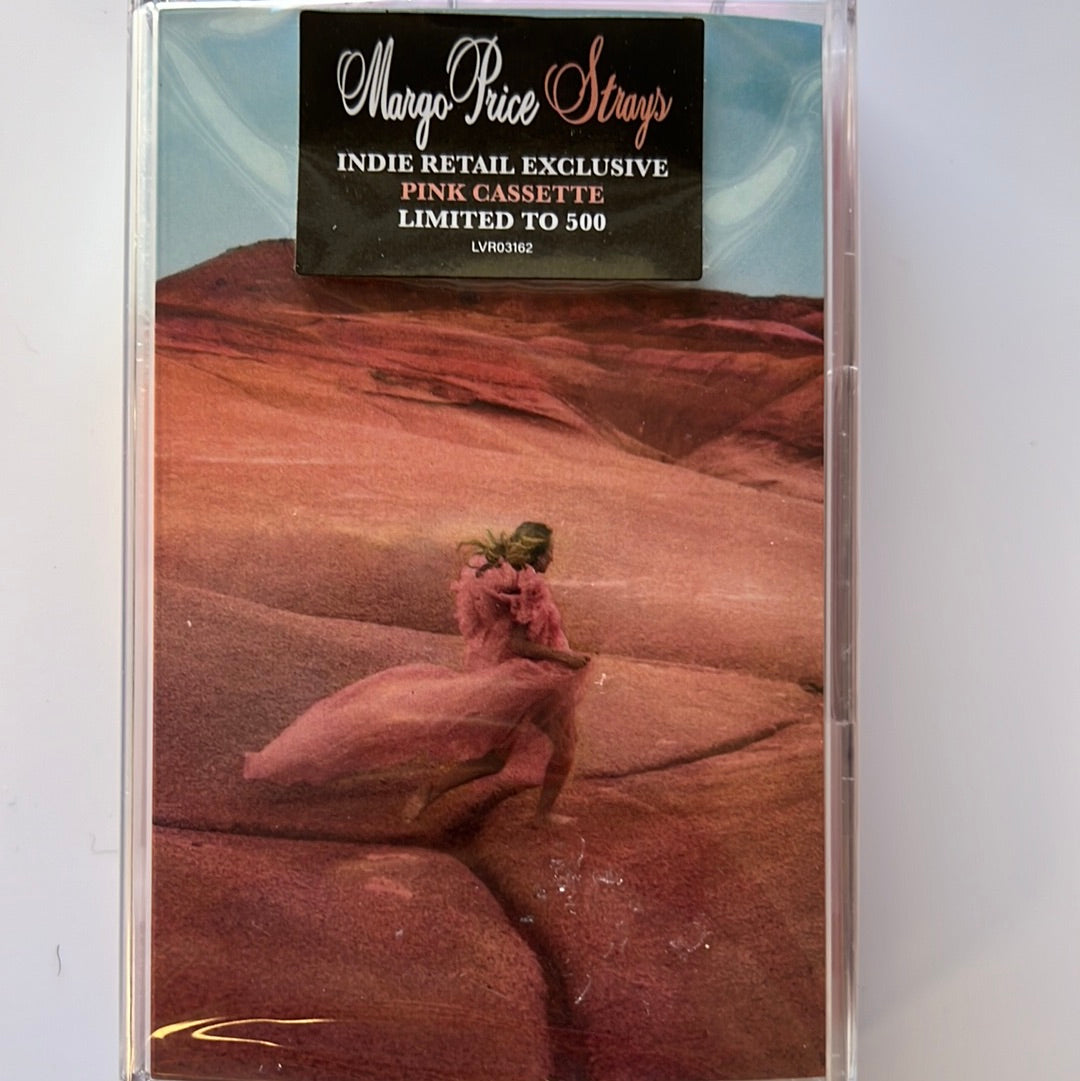 Margo Price Strays
INDIE RETAIL EXCLUSIVE
PINK CASSETTE
LIMITED TO 500
LVR03162